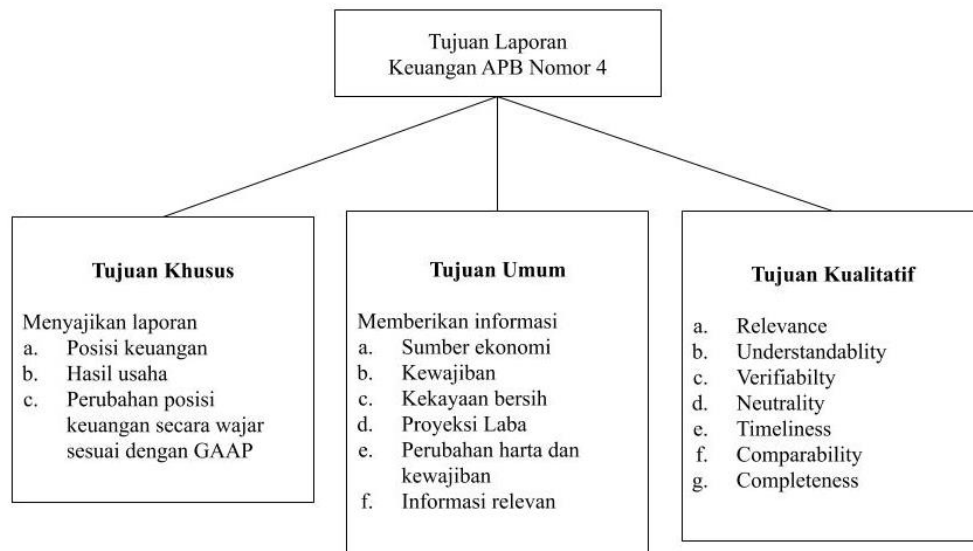 Tujuan Laporan
Keuangan APB Nomor 4
Tujuan Khusus
Menyajikan laporan
a. Posisi keuangan
b. Hasil usaha
c. Perubahan posisi
keuangan secara wajar
sesuai dengan GAAP
Tujuan Umum
Memberikan informasi
a. Sumber ekonomi
b. Kewajiban
c. Kekayaan bersih
d. Proyeksi Laba
e. Perubahan harta dan
kewajiban
f. Informasi relevan
Tujuan Kualitatif
a. Relevance
b. Understandablity
c. Verifiabilty
d. Neutrality
e. Timeliness
f. Comparability
g. Completeness